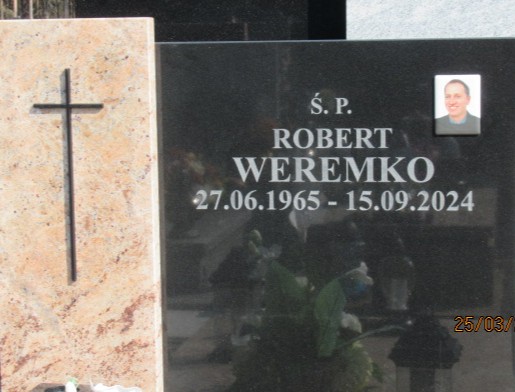 Ś. P.
ROBERT
WEREMKO
27.06.1965 - 15.09.2024
25/03/